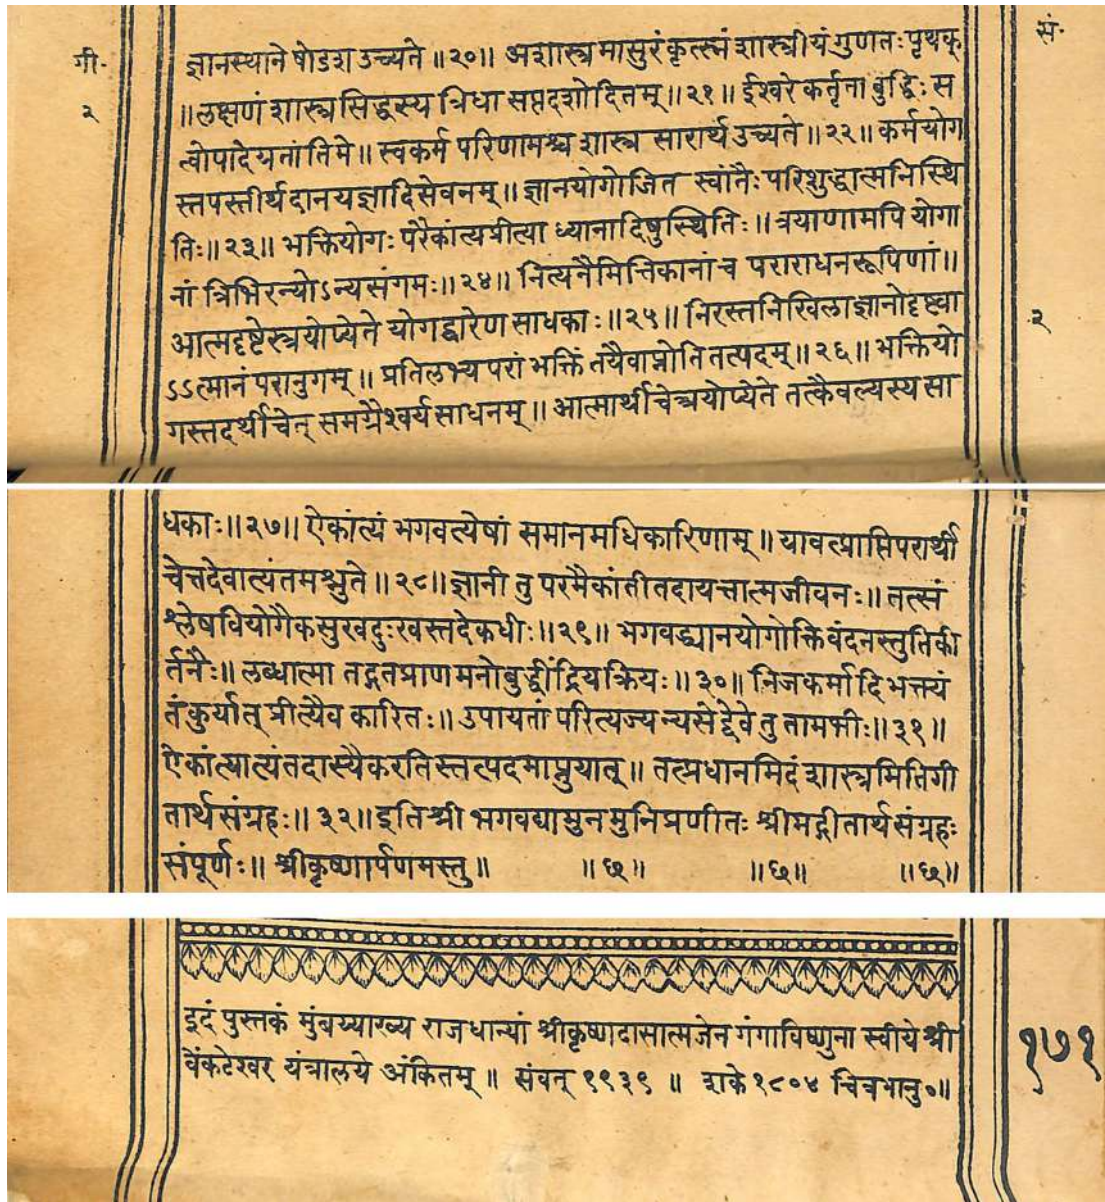 गी॰
२
सं॰
२
ज्ञानस्थाने षोडश उच्यते ॥२०॥ अशास्त्रमासुरं कृत्स्नं शास्त्रीयं गुणतः पृथक्
॥ लक्षणं शास्त्रसिद्धस्य त्रिधा सप्तदशोदितम् ॥२१॥ ईश्वरे कर्तृता बुद्धिः स
त्वोपादेयतांतिमे ॥ स्वकर्म परिणामश्च शास्त्र सारार्थ उच्यते ॥२२॥ कर्मयोग
स्तपस्तीर्थदानयज्ञादिसेवनम् ॥ ज्ञानयोगोजित स्वांतैः परिशुद्धात्मनिस्थि
तिः ॥२३॥ भक्तियोगः परैकांत्यप्रीत्या ध्यानादिषुस्थितिः ॥ त्रयाणामपि योगा
नां त्रिभिरन्योऽन्यसंगमः ॥२४॥ नित्यनैमित्तिकानां च पराराधनरूपिणां ॥
आत्मदृष्टेस्त्रयोप्येते योगद्वारेण साधकाः ॥२५॥ निरस्तनिखिलाज्ञानोदृष्ट्वा
ऽऽत्मानं परानुगम् ॥ प्रतिलभ्य परां भक्तिं तयैवाप्नोति तत्पदम् ॥२६॥ भक्तियो
गस्तदर्थीचेत् समग्रैश्वर्यसाधनम् ॥ आत्मार्थीचेत्रयोप्येते तत्कैवल्यस्य सा
धकाः ॥२७॥ ऐकांत्यं भगवत्येषां समानमधिकारिणाम् ॥ यावत्प्राप्तिपरार्थी
चेत्तदेवात्यंतमश्नुते ॥२८॥ ज्ञानी तु परमैकांतीतदायत्तात्मजीवनः ॥ तत्सं
श्लेषवियोगैकसुखदुःखस्तदेकधीः ॥२९॥ भगवद्ध्यानयोगोक्तिवंदनस्तुतिकी
र्तनैः ॥ लब्धात्मा तद्गतप्राणमनोबुद्धींद्रियक्रियः ॥३०॥ निजकर्मादिभक्त्यं
तंकुर्यात् प्रीत्यैव कारितः ॥ उपायतां परित्यज्य न्यसेद्देवे तु तामभीः ॥३१॥
ऐकांत्यात्यंतदास्यैकरतिस्तत्पदमाप्नुयात् ॥ तत्प्रधानमिदं शास्त्रमितिगी
तार्थसंग्रहः ॥३२॥ इति श्री भगवद्यामुनमुनिप्रणीतः श्रीमद्गीतार्थसंग्रहः
संपूर्णः ॥ श्रीकृष्णार्पणमस्तु ॥ ॥ छ ॥ ॥ छ ॥ ॥ छ ॥
इदं पुस्तकं मुंबय्याख्य राजधान्यां श्रीकृष्णदासात्मजेन गंगाविष्णुना स्वीये श्री
वेंकटेश्वर यंत्रालये अंकितम् ॥ संवत् १९३९ ॥ शके १८०४ चित्रभानु० ॥
१७१